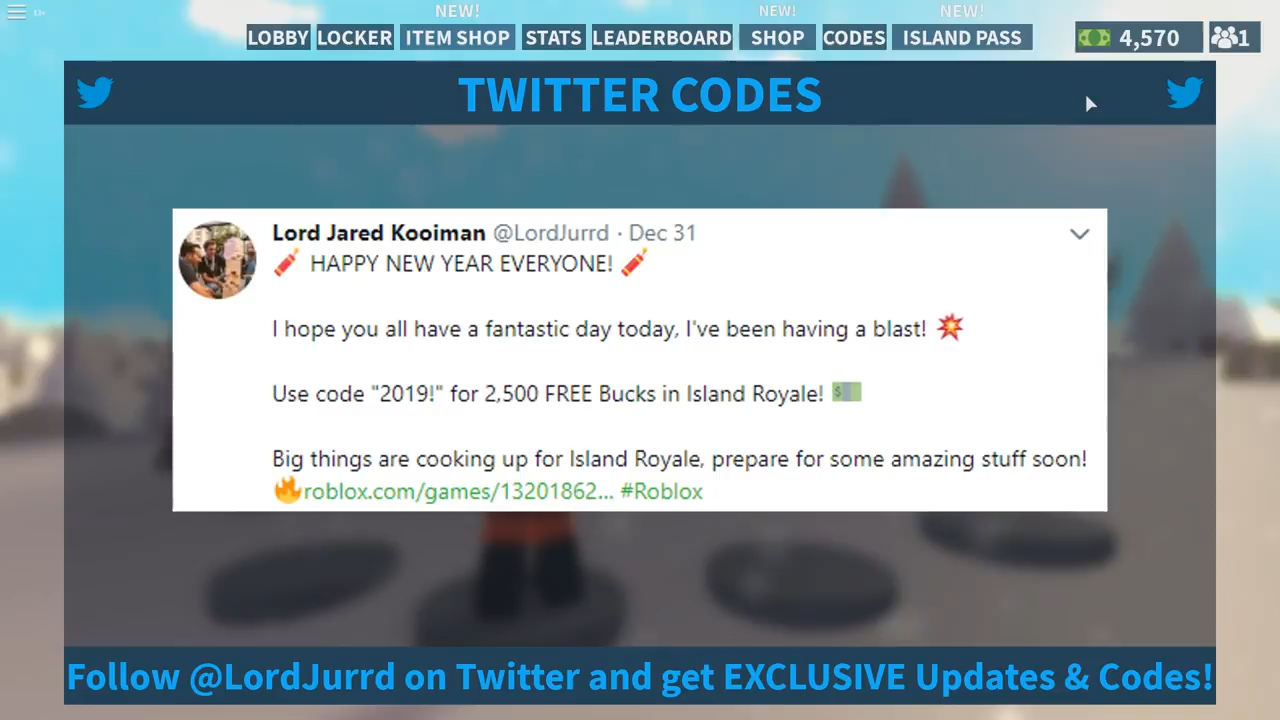 NEW! NEW! NEW!
13+ LOBBY LOCKER ITEM SHOP STATS LEADERBOARD SHOP CODES ISLAND PASS 4,570 1
TWITTER CODES
Lord Jared Kooiman @LordJurrd · Dec 31
🧨 HAPPY NEW YEAR EVERYONE! 🧨
I hope you all have a fantastic day today, I've been having a blast! 💥
Use code "2019!" for 2,500 FREE Bucks in Island Royale! 💵
Big things are cooking up for Island Royale, prepare for some amazing stuff soon!
🔥roblox.com/games/13201862... #Roblox
Follow @LordJurrd on Twitter and get EXCLUSIVE Updates & Codes!